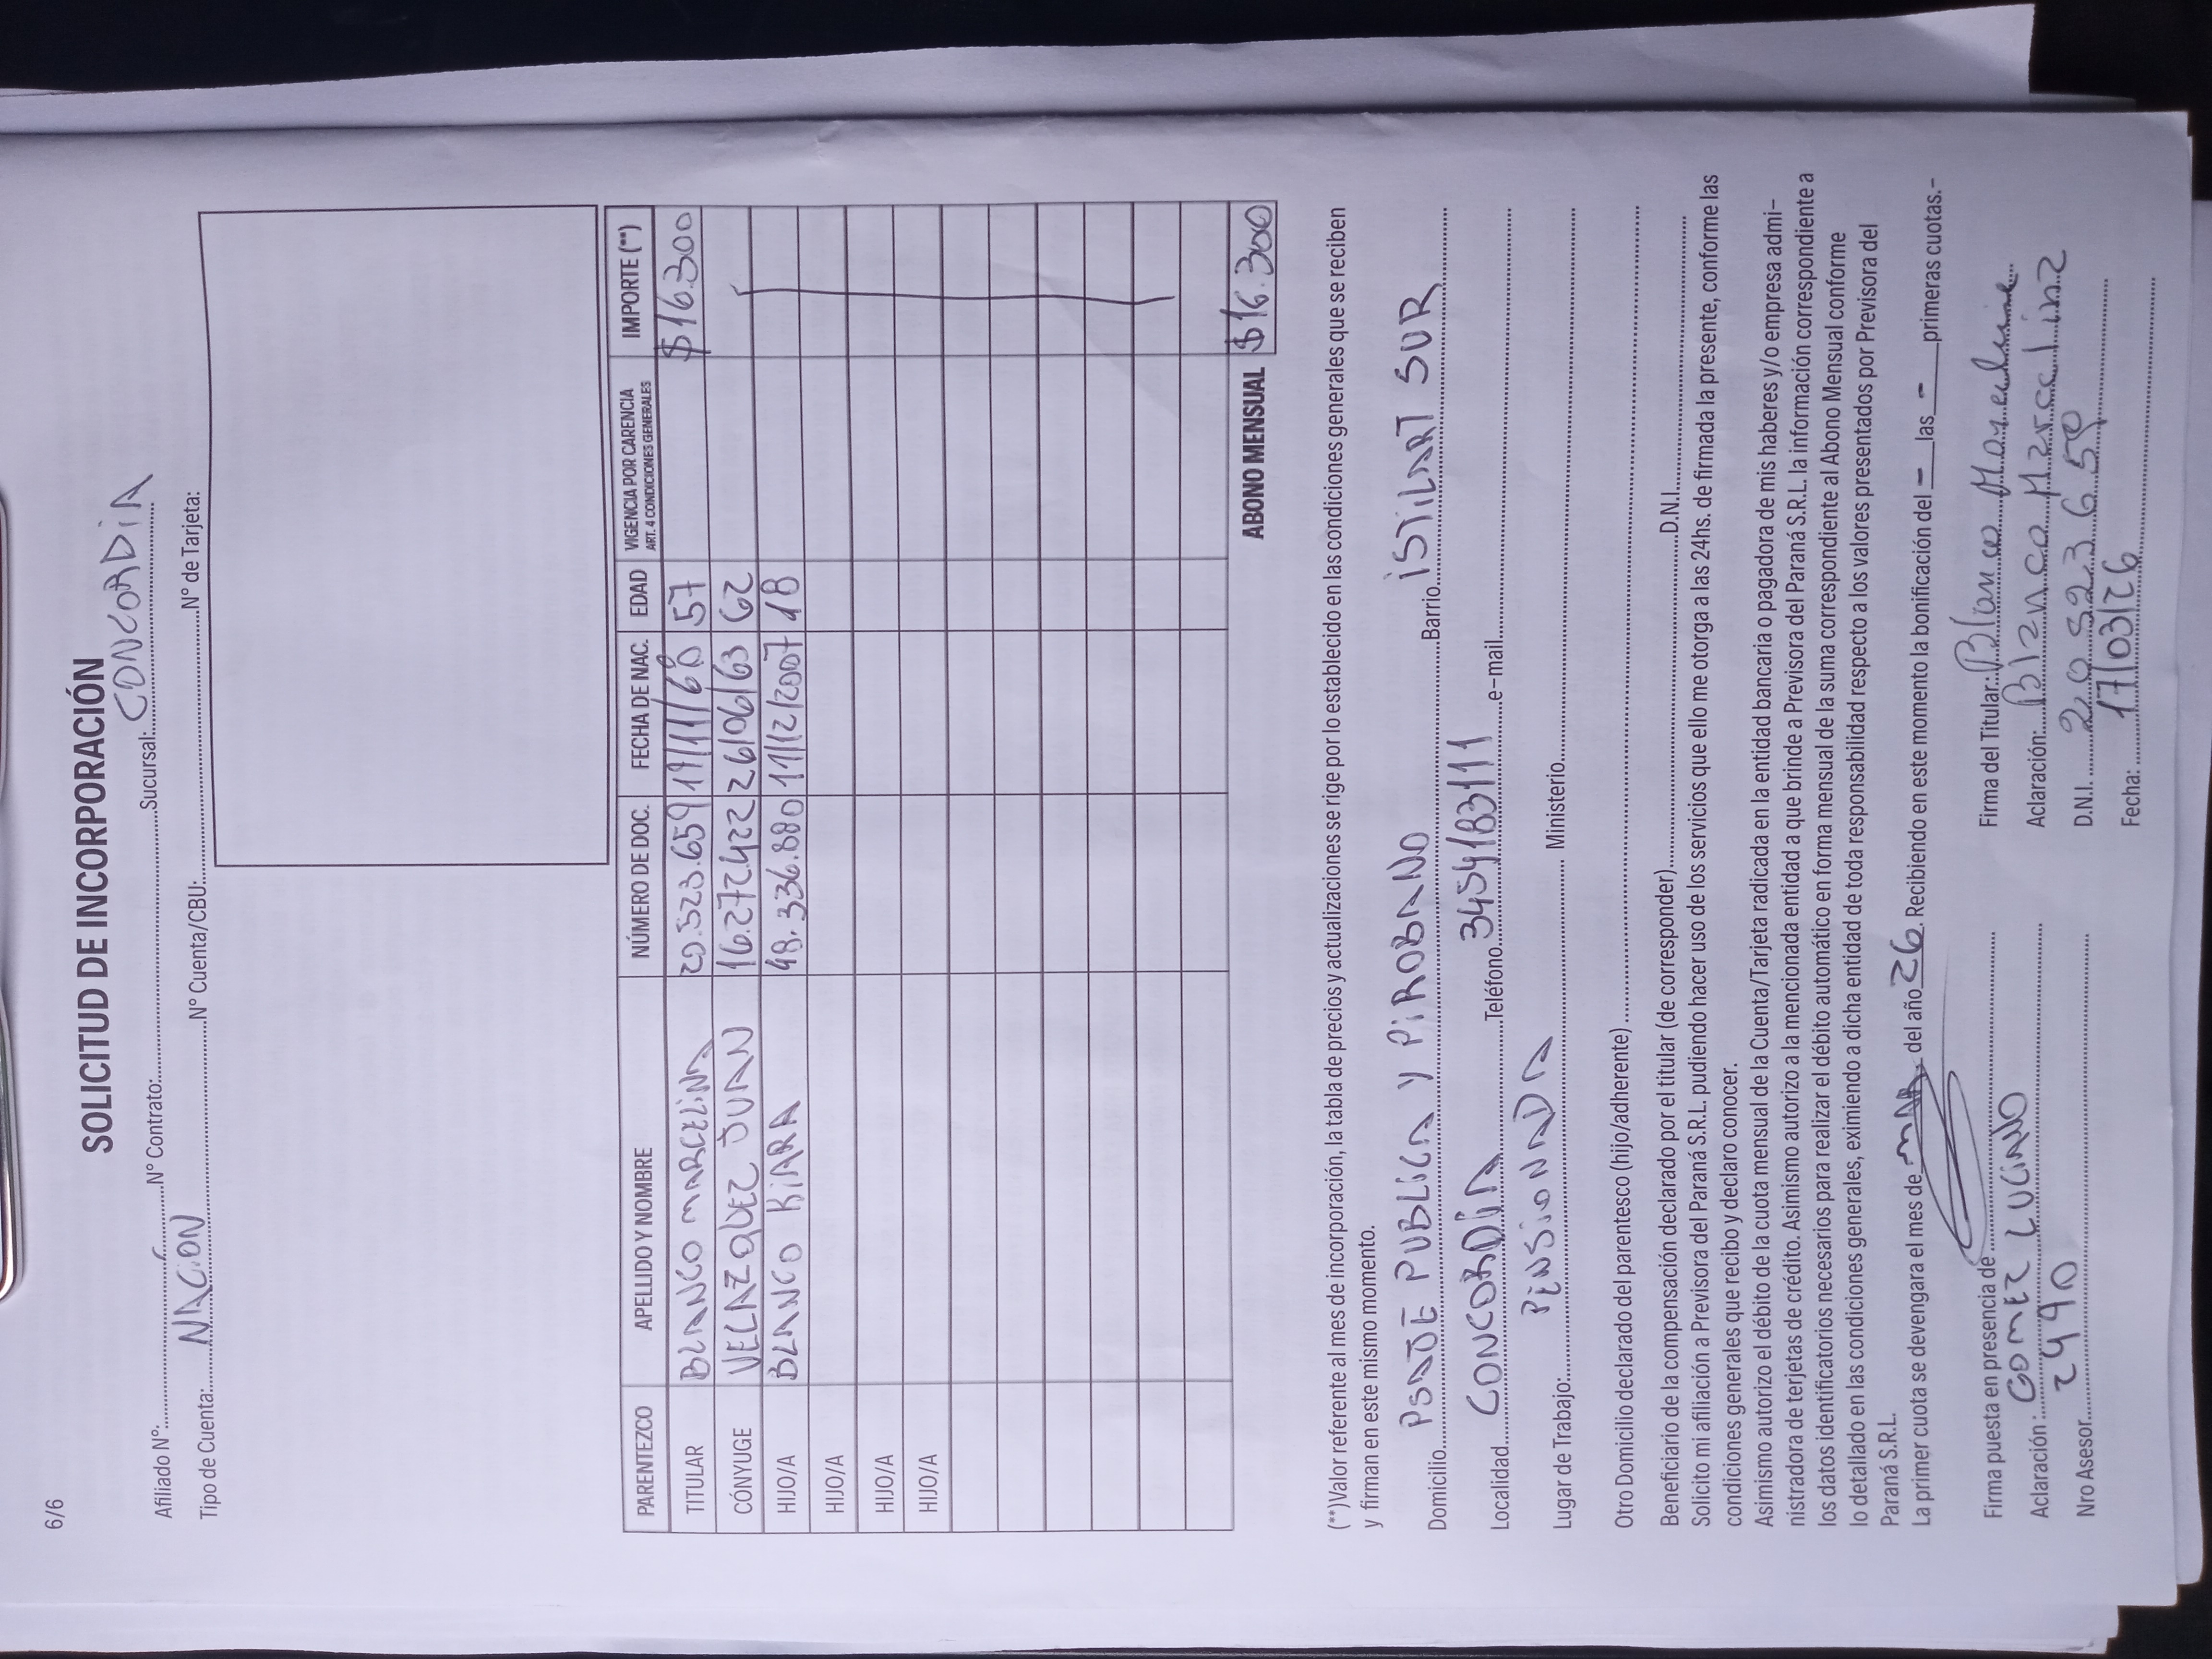 6/6
SOLICITUD DE INCORPORACIÓN
Afiliado N°: N° Contrato: Sucursal: CONCORDIA
Tipo de Cuenta: NACION N° Cuenta/CBU: N° de Tarjeta:
PARENTEZCO APELLIDO Y NOMBRE NÚMERO DE DOC. FECHA DE NAC. EDAD VIGENCIA POR CARENCIA ART. 4 CONDICIONES GENERALES IMPORTE (**)
TITULAR BLANCO MARCELINA 20.523.659 19/11/68 57 $16.300
CÓNYUGE VELAZQUEZ JUAN 16.272.422 26/06/63 62
HIJO/A BLANCO KIARA 48.336.880 11/12/2007 18
HIJO/A
HIJO/A
HIJO/A
ABONO MENSUAL $16.300
(**)Valor referente al mes de incorporación, la tabla de precios y actualizaciones se rige por lo establecido en las condiciones generales que se reciben
y firman en este mismo momento.
Domicilio PSAJE PUBLICA Y PIROBANO Barrio ISTILART SUR
Localidad CONCORDIA Teléfono 3454183111 e-mail
Lugar de Trabajo: PENSIONADA Ministerio
Otro Domicilio declarado del parentesco (hijo/adherente)
Beneficiario de la compensación declarado por el titular (de corresponder) D.N.I.
Solicito mi afiliación a Previsora del Paraná S.R.L. pudiendo hacer uso de los servicios que ello me otorga a las 24hs. de firmada la presente, conforme las
condiciones generales que recibo y declaro conocer.
Asimismo autorizo el débito de la cuota mensual de la Cuenta/Tarjeta radicada en la entidad bancaria o pagadora de mis haberes y/o empresa admi-
nistradora de terjetas de crédito. Asimismo autorizo a la mencionada entidad a que brinde a Previsora del Paraná S.R.L. la información correspondiente a
los datos identificatorios necesarios para realizar el débito automático en forma mensual de la suma correspondiente al Abono Mensual conforme
lo detallado en las condiciones generales, eximiendo a dicha entidad de toda responsabilidad respecto a los valores presentados por Previsora del
Paraná S.R.L.
La primer cuota se devengara el mes de MAR del año 26. Recibiendo en este momento la bonificación del - las - primeras cuotas.-
Firma puesta en presencia de Firma del Titular: Blanco Marcelina
Aclaración: GOMEZ LUCIANO Aclaración: Blanco Marcelina
Nro Asesor 2490 D.N.I. 20 523 659
Fecha: 17/03/26